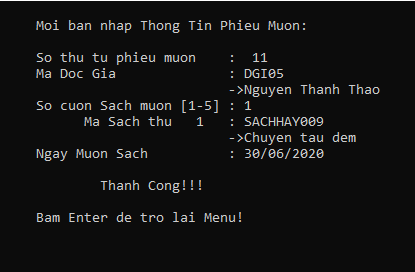 Moi ban nhap Thong Tin Phieu Muon:
So thu tu phieu muon : 11
Ma Doc Gia : DGI05
->Nguyen Thanh Thao
So cuon Sach muon [1-5] : 1
Ma Sach thu 1 : SACHHAY009
->Chuyen tau dem
Ngay Muon Sach : 30/06/2020
Thanh Cong!!!
Bam Enter de tro lai Menu!